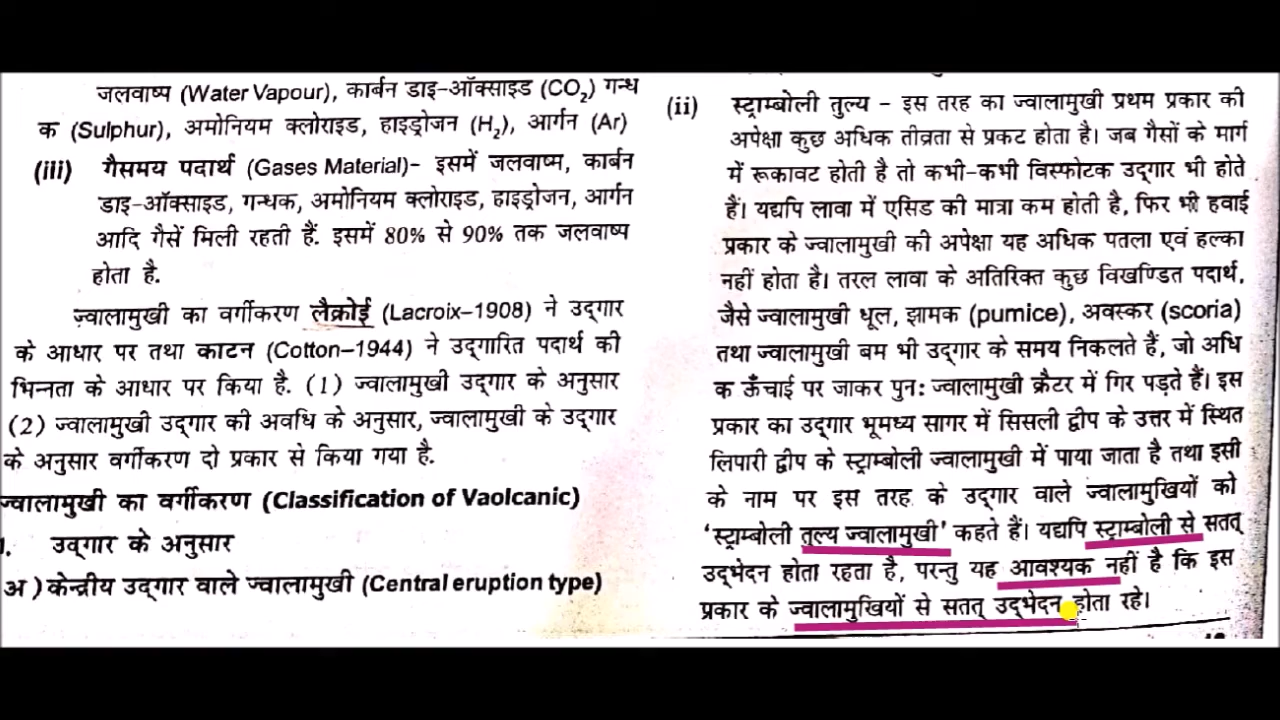 जलवाष्प (Water Vapour), कार्बन डाइ-ऑक्साइड (CO₂) गन्ध
क (Sulphur), अमोनियम क्लोराइड, हाइड्रोजन (H₂), आर्गन (Ar)
(iii) गैसमय पदार्थ (Gases Material)- इसमें जलवाष्म, कार्बन
डाइ-ऑक्साइड, गन्धक, अमोनियम क्लोराइड, हाइड्रोजन, आर्गन
आदि गैसें मिली रहती हैं. इसमें 80% से 90% तक जलवाष्प
होता है.
ज़्वालामुखी का वर्गीकरण लैक्रोई (Lacroix-1908) ने उद्‌गार
के आधार पर तथा काटन (Cotton-1944) ने उद्‌गारित पदार्थ की
भिन्नता के आधार पर किया है. (1) ज्वालामुखी उद्‌गार के अनुसार
(2) ज्वालामुखी उद्‌गार की अवधि के अनुसार, ज्वालामुखी के उद्‌गार
के अनुसार वर्गीकरण दो प्रकार से किया गया है.
ज्वालामुखी का वर्गीकरण (Classification of Vaolcanic)
उद्‌गार के अनुसार
अ) केन्द्रीय उद्‌गार वाले ज्वालामुखी (Central eruption type)
(ii) स्ट्राम्बोली तुल्य - इस तरह का ज्वालामुखी प्रथम प्रकार की
अपेक्षा कुछ अधिक तीव्रता से प्रकट होता है। जब गैसों के मार्ग
में रूकावट होती है तो कभी-कभी विस्फोटक उद्‌गार भी होते
हैं। यद्यपि लावा में एसिड की मात्रा कम होती है, फिर भी हवाई
प्रकार के ज्वालामुखी की अपेक्षा यह अधिक पतला एवं हल्का
नहीं होता है। तरल लावा के अतिरिक्त कुछ विखण्डित पदार्थ,
जैसे ज्वालामुखी धूल, झामक (pumice), अवस्कर (scoria)
तथा ज्वालामुखी बम भी उद्‌गार के समय निकलते हैं, जो अधि
क ऊँचाई पर जाकर पुन: ज्वालामुखी क्रैटर में गिर पड़ते हैं। इस
प्रकार का उद्‌गार भूमध्य सागर में सिसली द्वीप के उत्तर में स्थित
लिपारी द्वीप के स्ट्राम्बोली ज्वालामुखी में पाया जाता है तथा इसी
के नाम पर इस तरह के उद्‌गार वाले ज्वालामुखियों को
'स्ट्राम्बोली तुल्य ज्वालामुखी' कहते हैं। यद्यपि स्ट्राम्बोली से सतत्
उद्‌भेदन होता रहता है, परन्तु यह आवश्यक नहीं है कि इस
प्रकार के ज्वालामुखियों से सतत् उद्‌भेदन होता रहे।